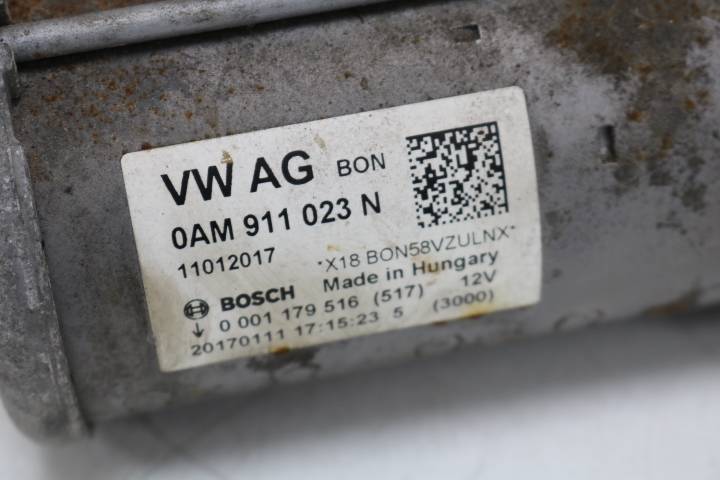 VW AG BON
0AM 911 023 N
11012017 *X18 BON58VZULNX*
Made in Hungary
BOSCH 12V
0 001 179 516 (517)
20170111 17:15:23 5 (3000)